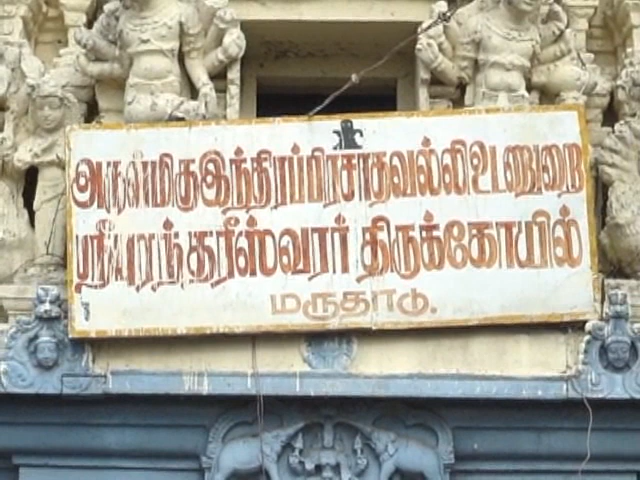 அருள்மிகு இந்திரப்பிரசாதவல்லி உடனுறை
ஸ்ரீபுரந்தரீஸ்வரர் திருக்கோயில்
மருதாடு.